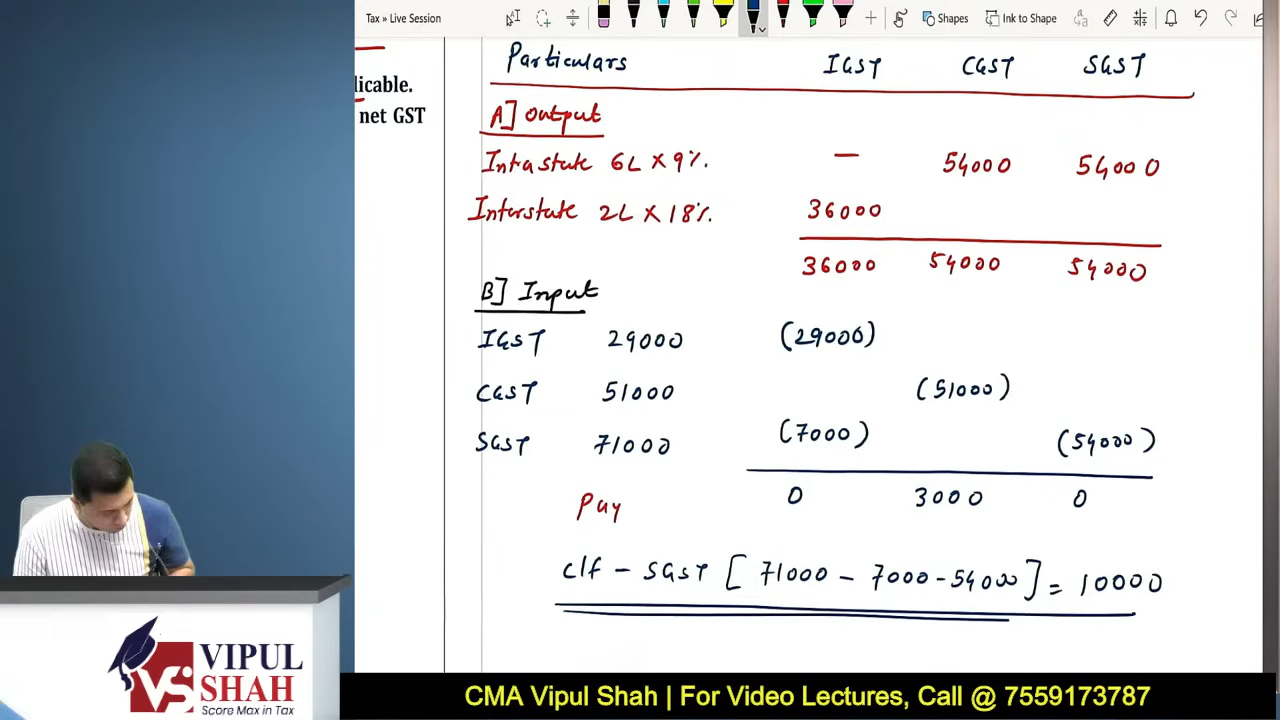 Tax » Live Session
Shapes
Ink to Shape
licable.
net GST
Particulars IGST CGST SGST
A] Output
Intrastate 6L x 9%. — 54000 54000
Interstate 2L x 18%. 36000
36000 54000 54000
B] Input
IGST 29000 (29000)
CGST 51000 (51000)
SGST 71000 (7000) (54000)
Pay 0 3000 0
c/f - SGST [ 71000 - 7000 - 54000 ] = 10000
VS
VIPUL
SHAH
Score Max in Tax
CMA Vipul Shah | For Video Lectures, Call @ 7559173787